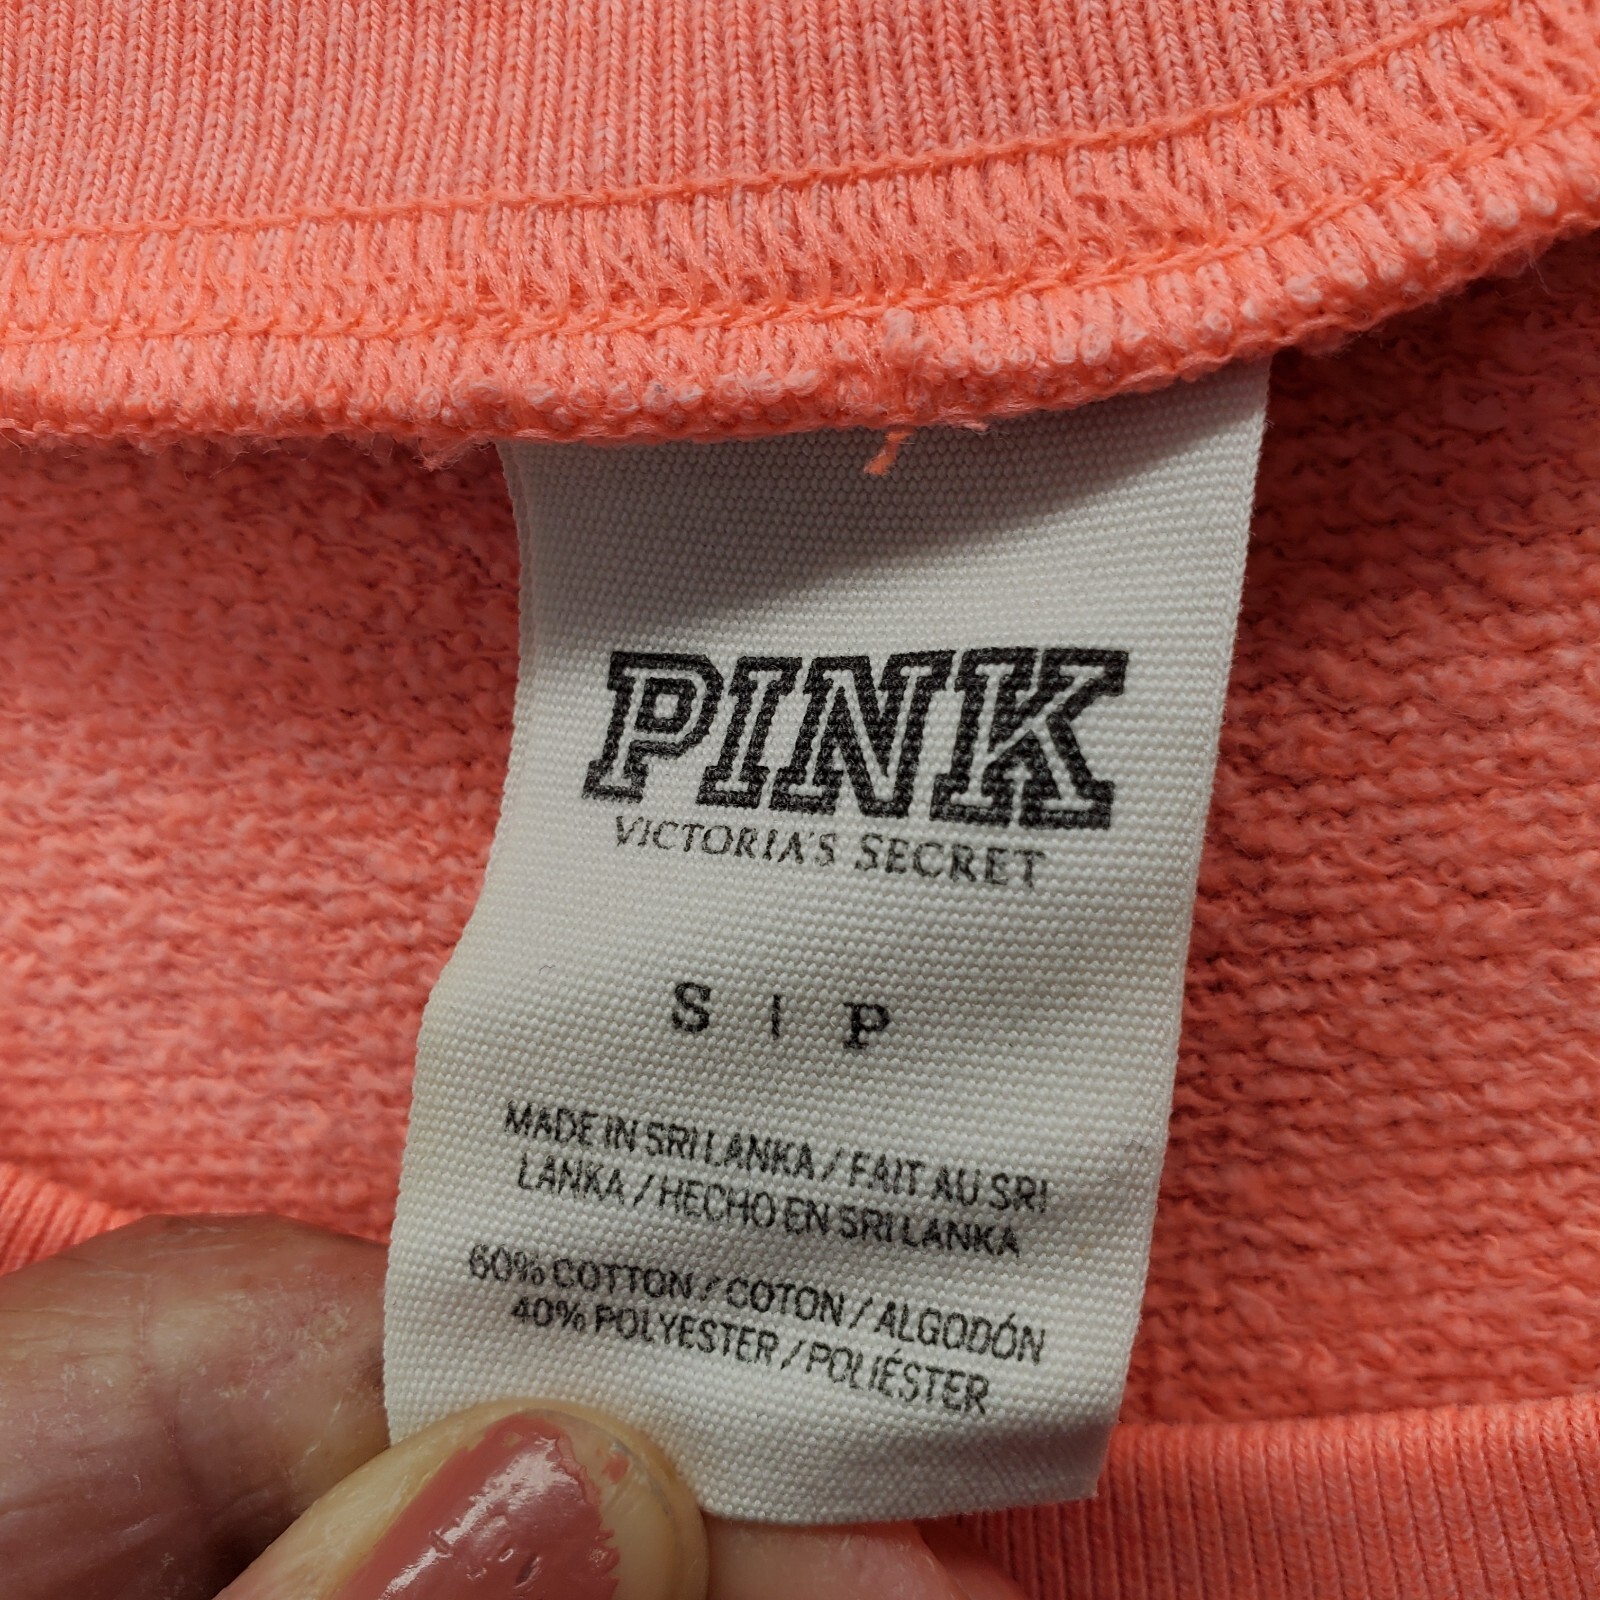 PINK
VICTORIA'S SECRET
S | P
MADE IN SRI LANKA / FAIT AU SRI
LANKA / HECHO EN SRI LANKA
60% COTTON / COTON / ALGODÓN
40% POLYESTER / POLIÉSTER